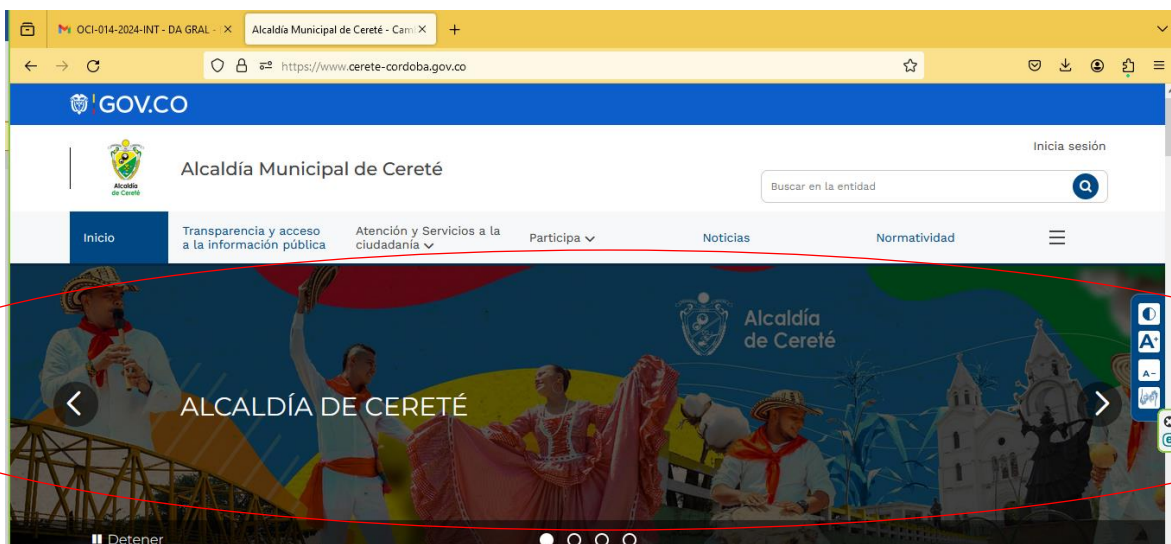 OCI-014-2024-INT - DA GRAL -
Alcaldía Municipal de Cereté - Cam
https://www.cerete-cordoba.gov.co
GOV.CO
Inicia sesión
Alcaldía
de Cereté
Alcaldía Municipal de Cereté
Buscar en la entidad
Inicio
Transparencia y acceso
a la información pública
Atención y Servicios a la
ciudadanía
Participa
Noticias
Normatividad
Alcaldía
de Cereté
A+
A-
ALCALDÍA DE CERETÉ
Detener